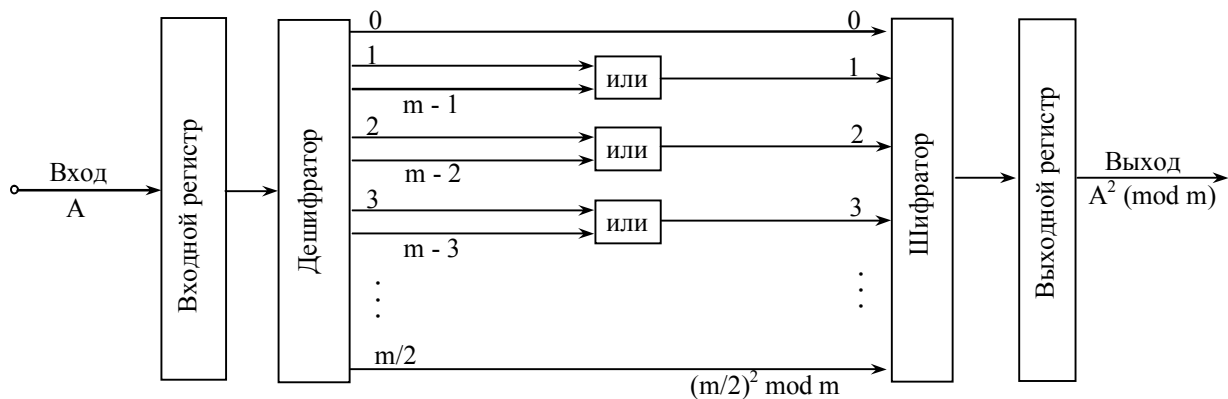 Вход
A
Входной регистр
Дешифратор
0
0
1
или
1
m - 1
2
или
2
m - 2
3
или
3
m - 3
m/2
(m/2)² mod m
Шифратор
Выходной регистр
Выход
A² (mod m)